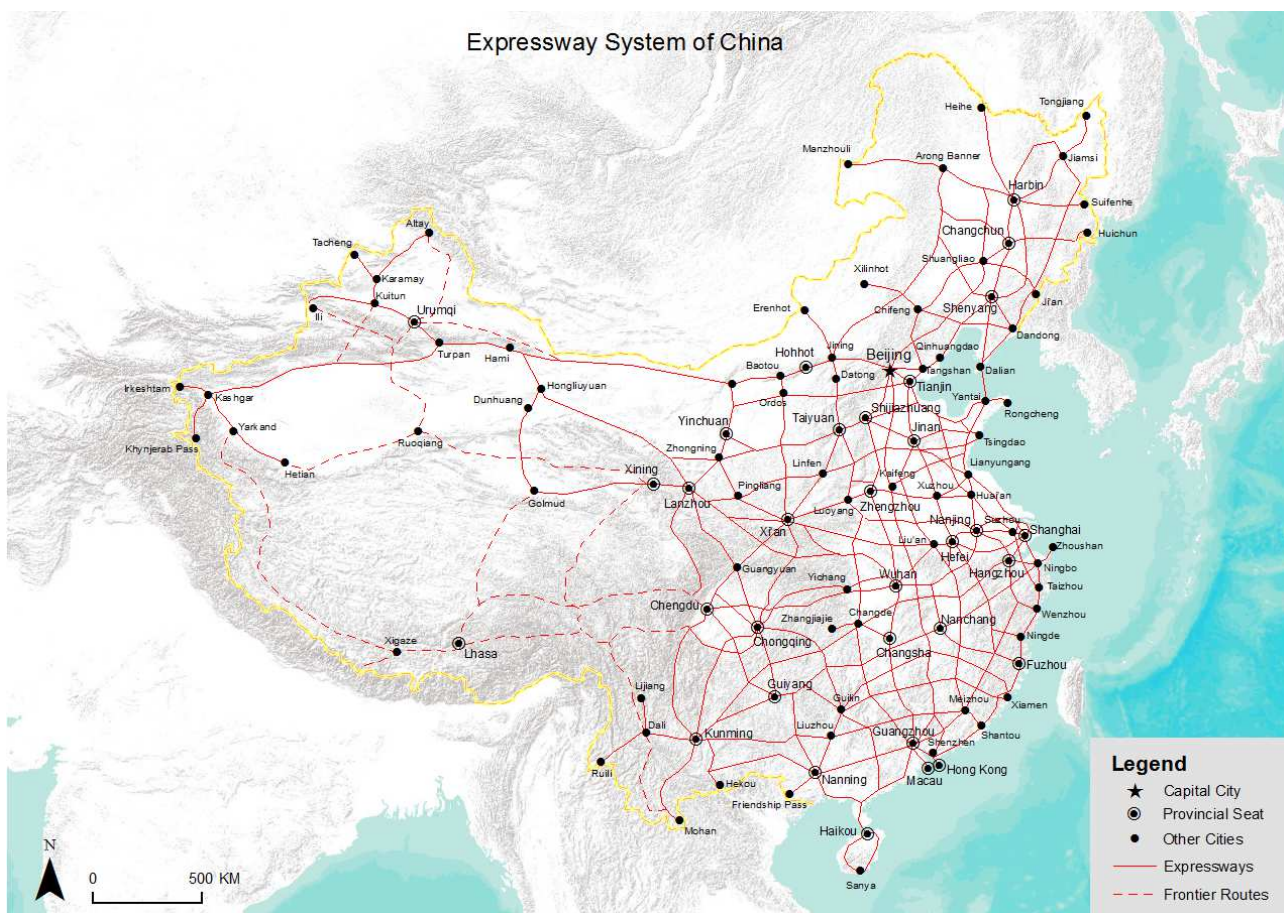 Expressway System of China
Heihe
Tongjiang
Manzhouli
Arong Banner
Jiamsi
Harbin
Suifenhe
Altay
Changchun
Huichun
Tacheng
Shuangliao
Karamay
Xilinhot
Kuitun
Ji'an
Ili
Urumqi
Erenhot
Chifeng
Shenyang
Dandong
Turpan
Hami
Hohhot
Jining
Beijing
Qinhuangdao
Baotou
Datong
Tangshan
Dalian
Irkeshtam
Kashgar
Hongliuyuan
Ordos
Tianjin
Dunhuang
Yantai
Rongcheng
Yarkand
Yinchuan
Taiyuan
Shijiazhuang
Jinan
Khynjerab Pass
Ruoqiang
Zhongning
Tsingdao
Hetian
Xining
Linfen
Lianyungang
Golmud
Lanzhou
Pingliang
Kaifeng
Xuzhou
Huai'an
Luoyang
Zhengzhou
Xi'an
Nanjing
Suzhou
Shanghai
Liu'an
Hefei
Zhoushan
Guangyuan
Hangzhou
Ningbo
Yichang
Wuhan
Taizhou
Chengdu
Zhangjiajie
Changde
Nanchang
Wenzhou
Chongqing
Changsha
Ningde
Xigaze
Lhasa
Fuzhou
Lijiang
Guiyang
Guilin
Meizhou
Xiamen
Dali
Kunming
Liuzhou
Guangzhou
Shantou
Shenzhen
Ruili
Hekou
Nanning
Macau
Hong Kong
Friendship Pass
Mohan
Haikou
Sanya
Legend
Capital City
Provincial Seat
Other Cities
Expressways
Frontier Routes
N
0 500 KM